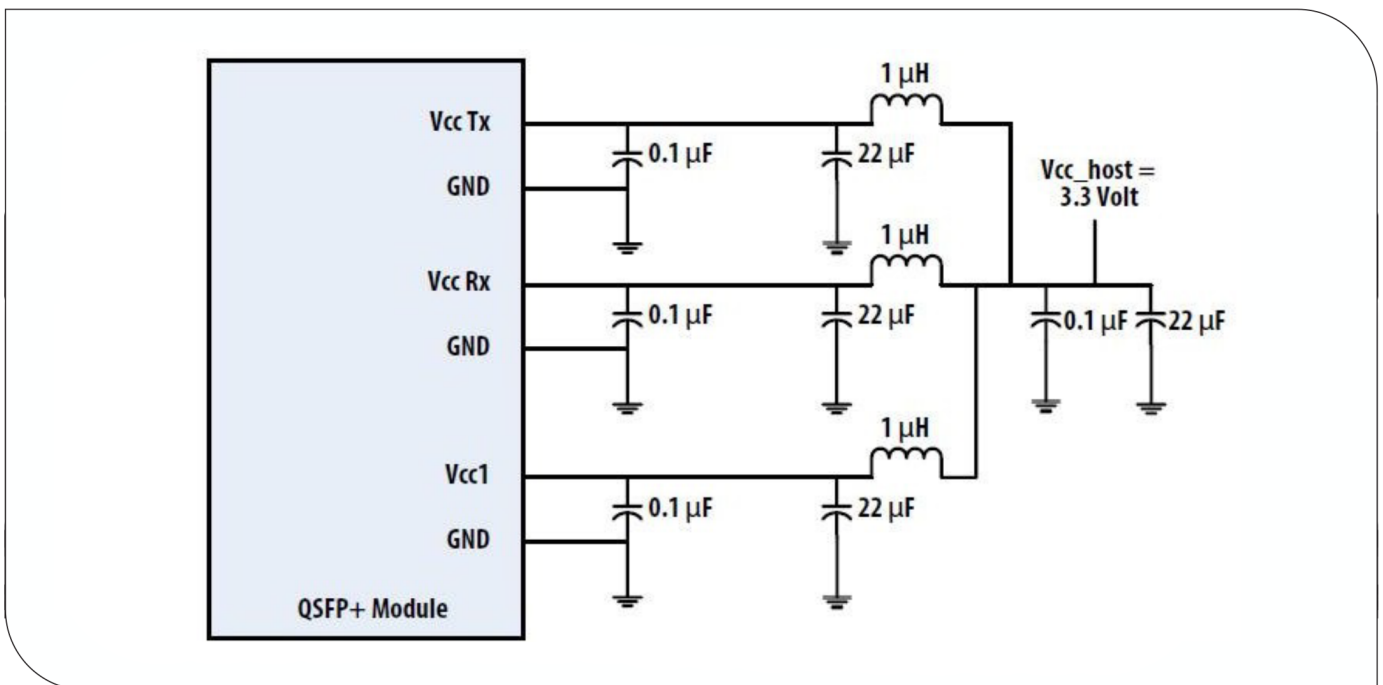 1 μH
Vcc Tx
0.1 μF
22 μF
GND
Vcc_host =
3.3 Volt
1 μH
Vcc Rx
0.1 μF
22 μF
0.1 μF
22 μF
GND
1 μH
Vcc1
0.1 μF
22 μF
GND
QSFP+ Module